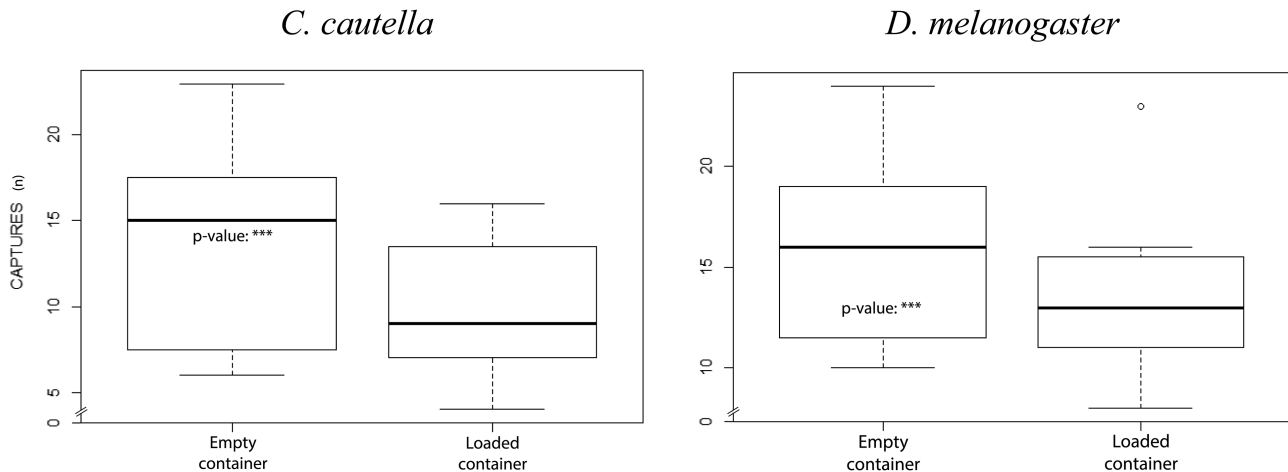 C. cautella
D. melanogaster
CAPTURES (n)
20
15
10
5
0
p-value: ***
Empty
container
Loaded
container
20
15
10
0
p-value: ***
Empty
container
Loaded
container